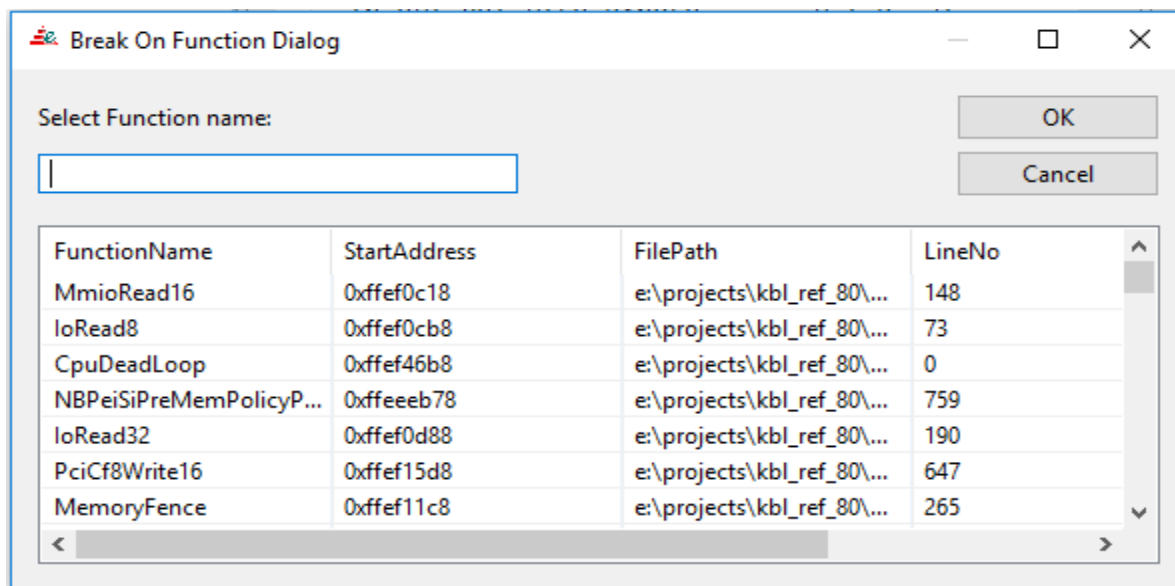 Break On Function Dialog
Select Function name:
OK
Cancel
FunctionName StartAddress FilePath LineNo
MmioRead16 0xffef0c18 e:\projects\kbl_ref_80\... 148
IoRead8 0xffef0cb8 e:\projects\kbl_ref_80\... 73
CpuDeadLoop 0xffef46b8 e:\projects\kbl_ref_80\... 0
NBPeiSiPreMemPolicyP... 0xffeeeb78 e:\projects\kbl_ref_80\... 759
IoRead32 0xffef0d88 e:\projects\kbl_ref_80\... 190
PciCf8Write16 0xffef15d8 e:\projects\kbl_ref_80\... 647
MemoryFence 0xffef11c8 e:\projects\kbl_ref_80\... 265